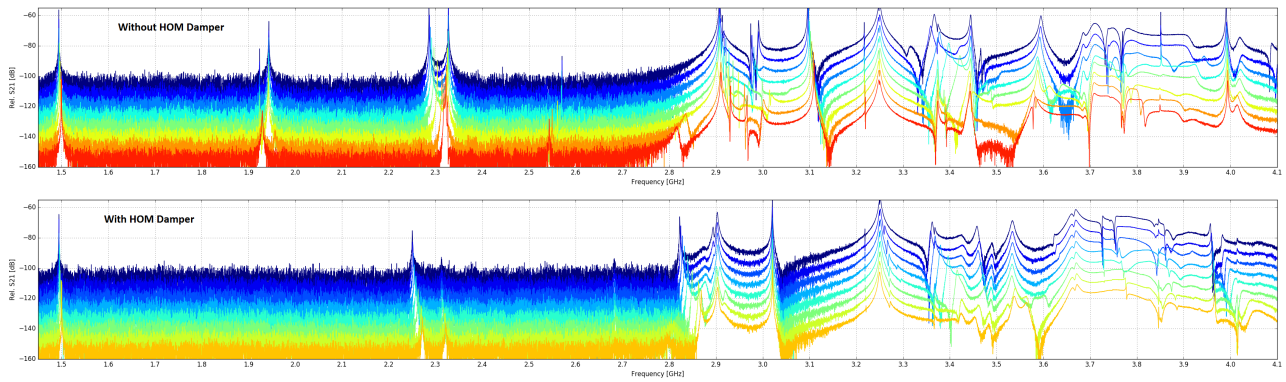 −60
−80
−100
−120
−140
−160
Rel. S21 [dB]
Without HOM Damper
1.5 1.6 1.7 1.8 1.9 2.0 2.1 2.2 2.3 2.4 2.5 2.6 2.7 2.8 2.9 3.0 3.1 3.2 3.3 3.4 3.5 3.6 3.7 3.8 3.9 4.0 4.1
Frequency [GHz]
−60
−80
−100
−120
−140
−160
Rel. S21 [dB]
With HOM Damper
1.5 1.6 1.7 1.8 1.9 2.0 2.1 2.2 2.3 2.4 2.5 2.6 2.7 2.8 2.9 3.0 3.1 3.2 3.3 3.4 3.5 3.6 3.7 3.8 3.9 4.0 4.1
Frequency [GHz]